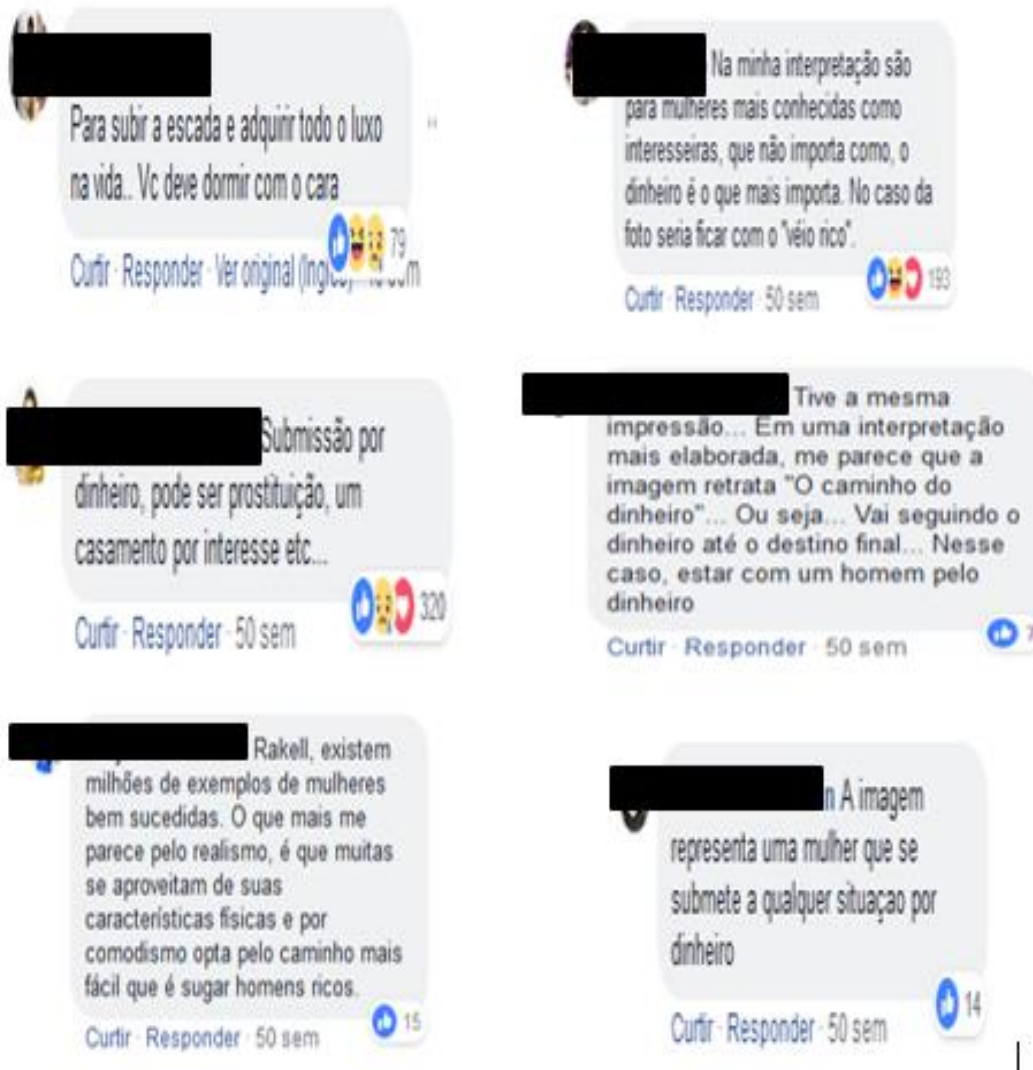 Para subir a escada e adquirir todo o luxo
na vida.. Vc deve dormir com o cara
79
Curtir · Responder · Ver original
Na minha interpretação são
para mulheres mais conhecidas como
interesseiras, que não importa como, o
dinheiro é o que mais importa. No caso da
foto seria ficar com o "véio rico".
193
Curtir · Responder · 50 sem
Submissão por
dinheiro, pode ser prostituição, um
casamento por interesse etc...
320
Curtir · Responder · 50 sem
Tive a mesma
impressão... Em uma interpretação
mais elaborada, me parece que a
imagem retrata "O caminho do
dinheiro"... Ou seja... Vai seguindo o
dinheiro até o destino final... Nesse
caso, estar com um homem pelo
dinheiro
Curtir · Responder · 50 sem
Rakell, existem
milhões de exemplos de mulheres
bem sucedidas. O que mais me
parece pelo realismo, é que muitas
se aproveitam de suas
características físicas e por
comodismo opta pelo caminho mais
fácil que é sugar homens ricos.
15
Curtir · Responder · 50 sem
n A imagem
representa uma mulher que se
submete a qualquer situaçao por
dinheiro
14
Curtir · Responder · 50 sem